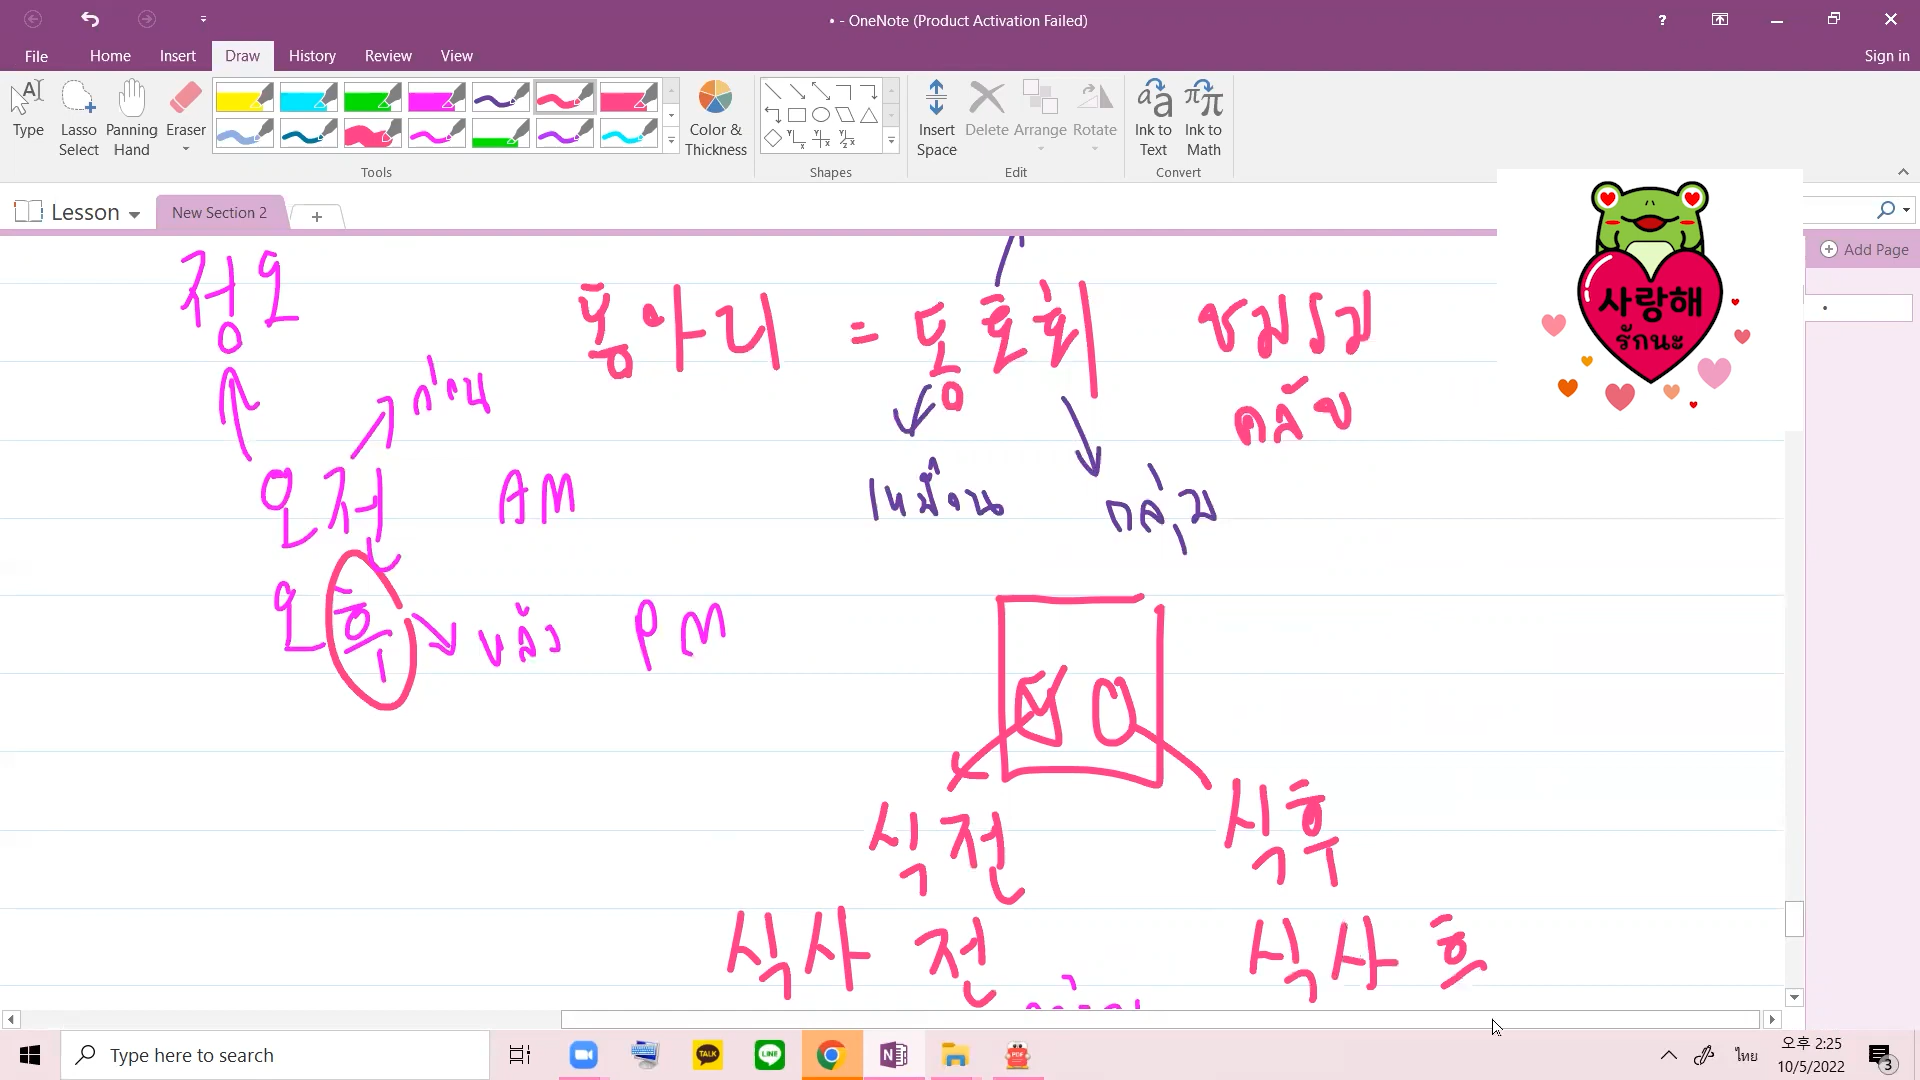 • - OneNote (Product Activation Failed)
?
File Home Insert Draw History Review View
Sign in
Type
Lasso Select
Panning Hand
Eraser
Color & Thickness
Insert Space
Delete
Arrange
Rotate
Ink to Text
Ink to Math
Tools
Shapes
Edit
Convert
Lesson
New Section 2
+
Add Page
사랑해
รักนะ
정오
동아리 = 동호회 ชมรม
คลับ
ก่อน
오전 AM
เหมือน กลุ่ม
오후 หลัง PM
식전 식후
식사 전 식사 후
Type here to search
TALK
LINE
PDF
ไทย
오후 2:25
10/5/2022
3